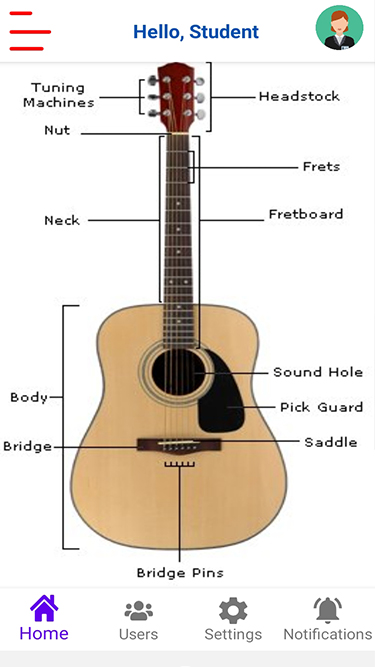 Hello, Student
Tuning
Machines
Headstock
Nut
Frets
Neck
Fretboard
Sound Hole
Body
Pick Guard
Bridge
Saddle
Bridge Pins
Home
Users
Settings
Notifications